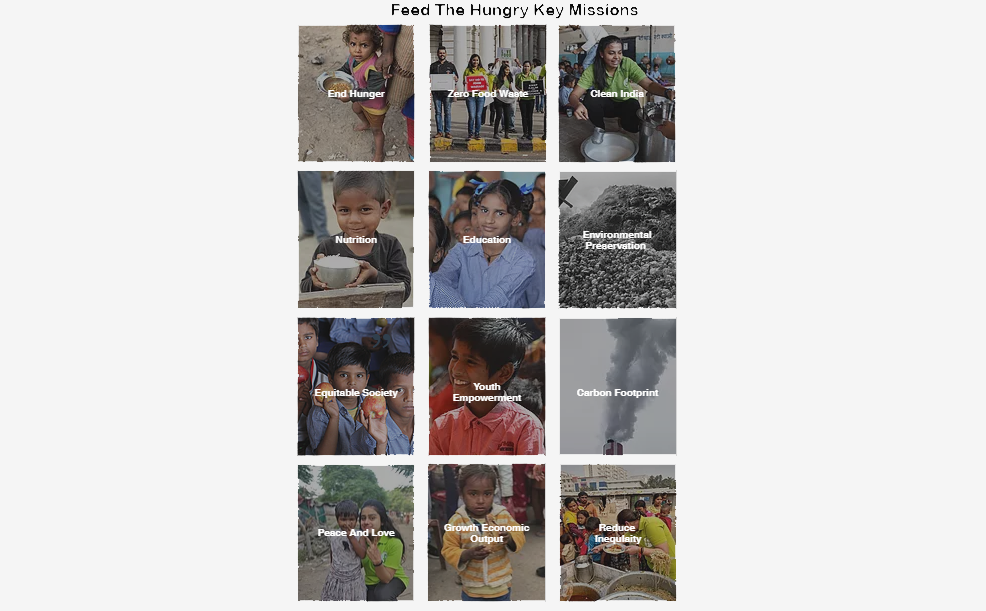 Feed The Hungry Key Missions
End Hunger
Zero Food Waste
Clean India
Nutrition
Education
Environmental
Preservation
Equitable Society
Youth
Empowerment
Carbon Footprint
Peace And Love
Growth Economic
Output
Reduce
Inequlaity